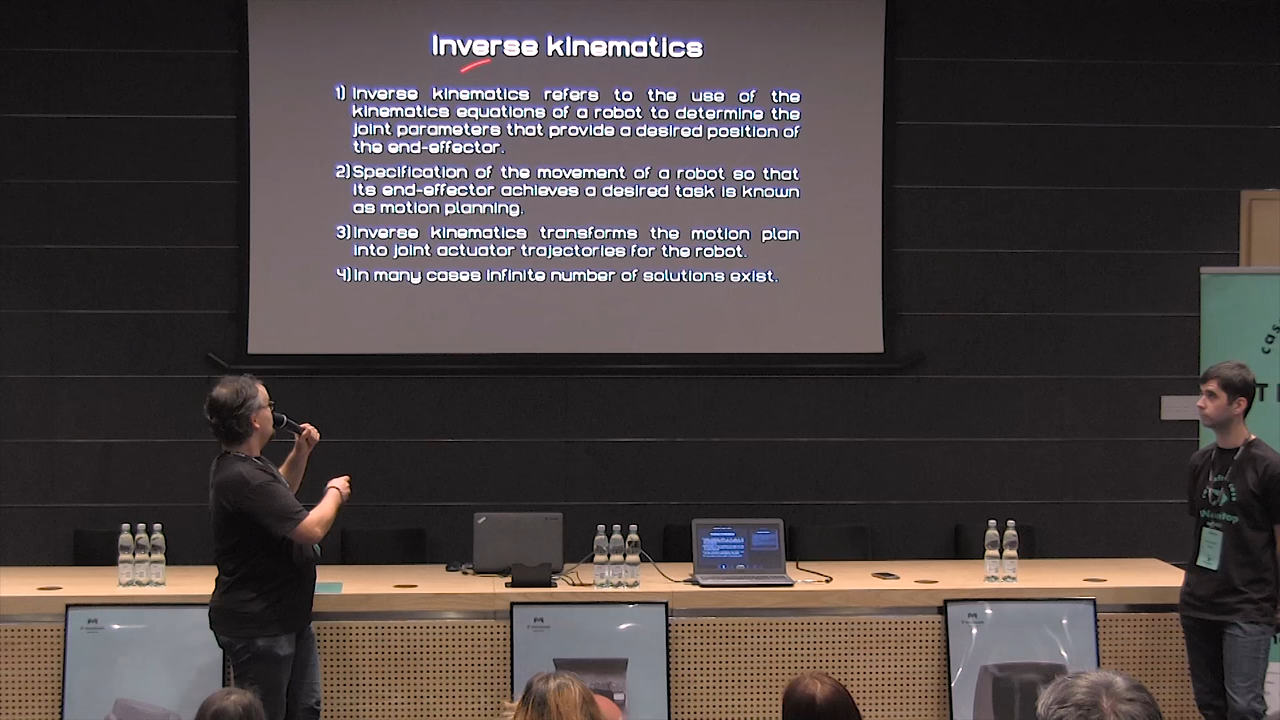 Inverse kinematics
1) Inverse kinematics refers to the use of the
kinematics equations of a robot to determine the
joint parameters that provide a desired position of
the end-effector.
2) Specification of the movement of a robot so that
its end-effector achieves a desired task is known
as motion planning.
3) Inverse kinematics transforms the motion plan
into joint actuator trajectories for the robot.
4) In many cases infinite number of solutions exist.